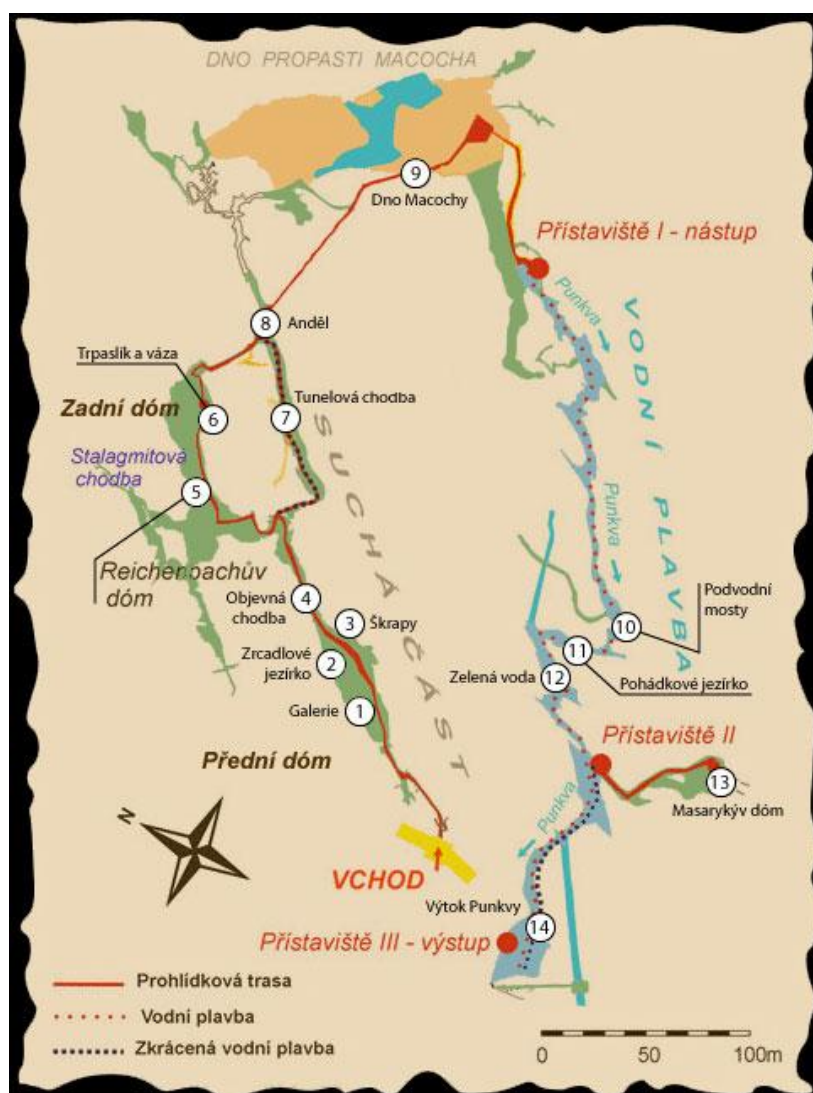 DNO PROPASTI MACOCHA
9
Dno Macochy
Přístaviště I - nástup
Punkva
VODNÍ PLAVBA
8
Anděl
Trpaslík a váza
Tunelová chodba
Zadní dóm
6
7
SUCHÁ ČÁST
Stalagmitová
chodba
5
Punkva
Reichenbachův
dóm
Objevná
chodba
4
3
Škrapy
Podvodní
mosty
10
Zrcadlové
jezírko
2
11
Zelená voda
12
Pohádkové jezírko
Galerie
1
Přístaviště II
Přední dóm
13
Masarykýv dóm
N
Punkva
VCHOD
Výtok Punkvy
14
Přístaviště III - výstup
Prohlídková trasa
Vodní plavba
Zkrácená vodní plavba
0 50 100m